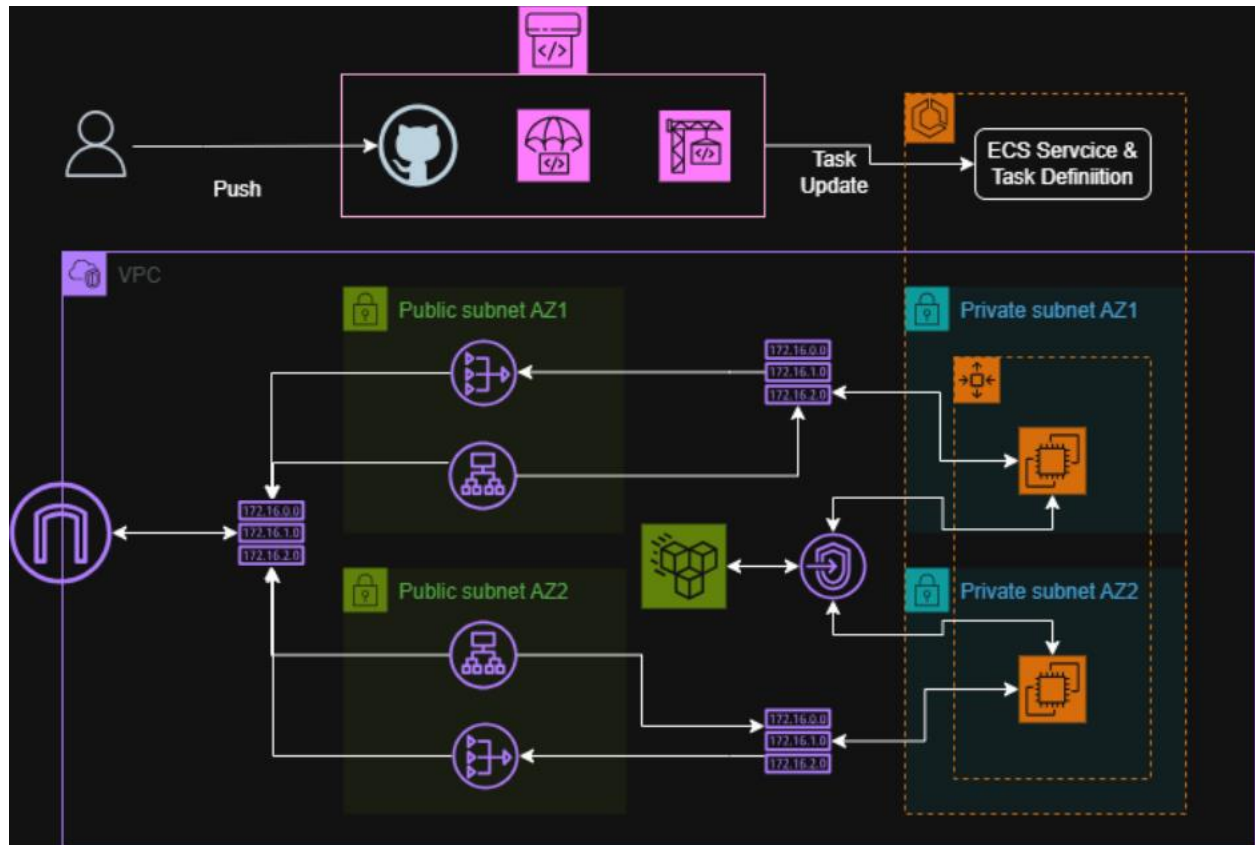 </>
</>
</>
Push
Task
Update
ECS Servcice &
Task Definiition
VPC
Public subnet AZ1
Private subnet AZ1
172.16.0.0
172.16.1.0
172.16.2.0
172.16.0.0
172.16.1.0
172.16.2.0
Public subnet AZ2
Private subnet AZ2
172.16.0.0
172.16.1.0
172.16.2.0